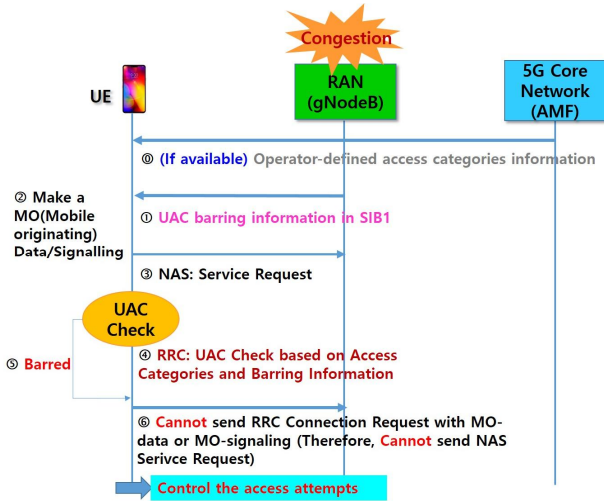 Congestion
UE
RAN
(gNodeB)
5G Core
Network
(AMF)
⓪ (If available) Operator-defined access categories information
② Make a
MO(Mobile
originating)
Data/Signalling
① UAC barring information in SIB1
③ NAS: Service Request
UAC
Check
④ RRC: UAC Check based on Access
Categories and Barring Information
⑤ Barred
⑥ Cannot send RRC Connection Request with MO-
data or MO-signaling (Therefore, Cannot send NAS
Serivce Request)
Control the access attempts